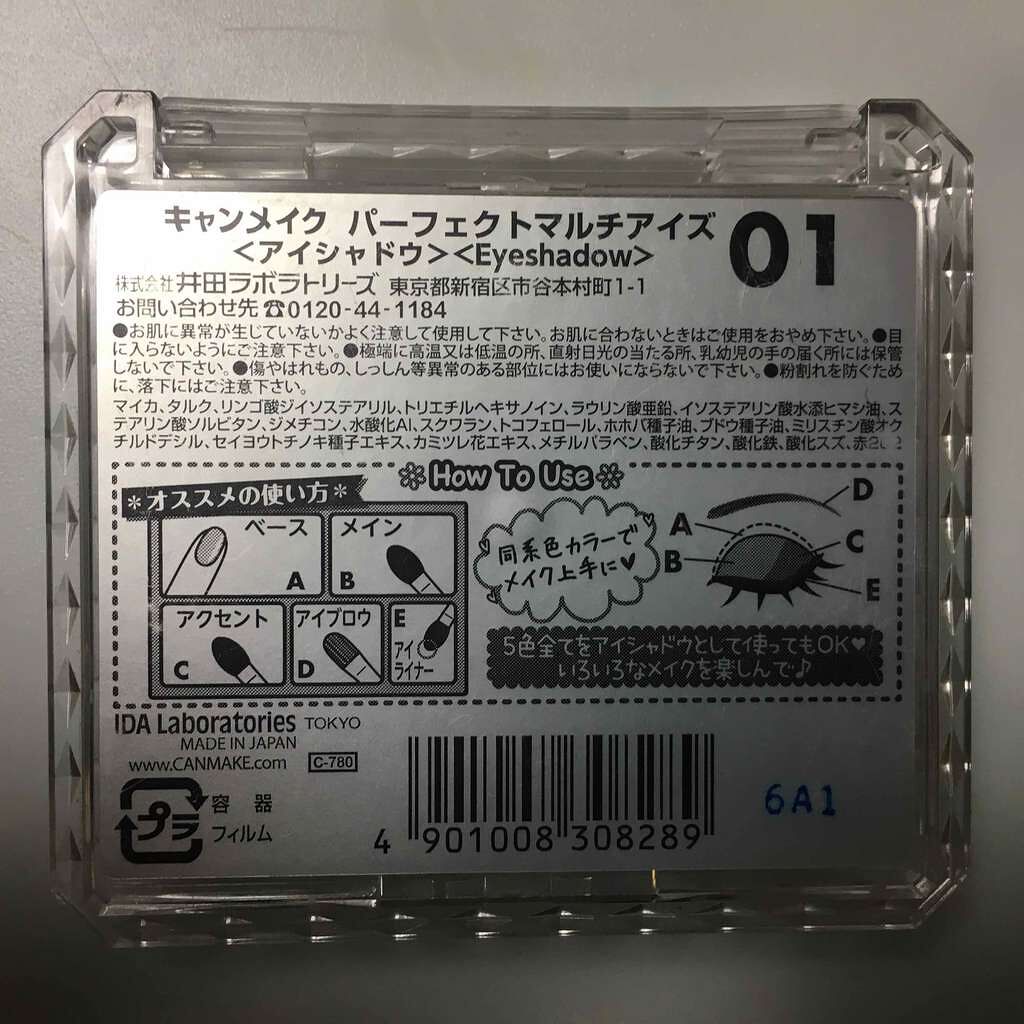 キャンメイク パーフェクトマルチアイズ
<アイシャドウ><Eyeshadow>
01
株式会社 井田ラボラトリーズ 東京都新宿区市谷本村町1-1
お問い合わせ先☎0120-44-1184
●お肌に異常が生じていないかよく注意して使用して下さい。お肌に合わないときはご使用をおやめ下さい。●目
に入らないようにご注意下さい。●極端に高温又は低温の所、直射日光の当たる所、乳幼児の手の届く所には保管
しないで下さい。●傷やはれもの、しっしん等異常のある部位にはお使いにならないで下さい。●粉割れを防ぐため
に、落下にはご注意下さい。
マイカ、タルク、リンゴ酸ジイソステアリル、トリエチルヘキサノイン、ラウリン酸亜鉛、イソステアリン酸水添ヒマシ油、ス
テアリン酸ソルビタン、ジメチコン、水酸化Al、スクワラン、トコフェロール、ホホバ種子油、ブドウ種子油、ミリスチン酸オク
チルドデシル、セイヨウトチノキ種子エキス、カミツレ花エキス、メチルパラベン、酸化チタン、酸化鉄、酸化スズ、
How To Use
*オススメの使い方*
ベース
A
メイン
B
アクセント
C
アイブロウ
D
E
アイ
ライナー
同系色カラーで
メイク上手に♥
A
B
D
C
E
5色全てをアイシャドウとして使ってもOK♥
いろいろなメイクを楽しんで♪
IDA Laboratories TOKYO
MADE IN JAPAN
www.CANMAKE.com
C-780
プラ
容器
フィルム
4 901008 308289
6A1